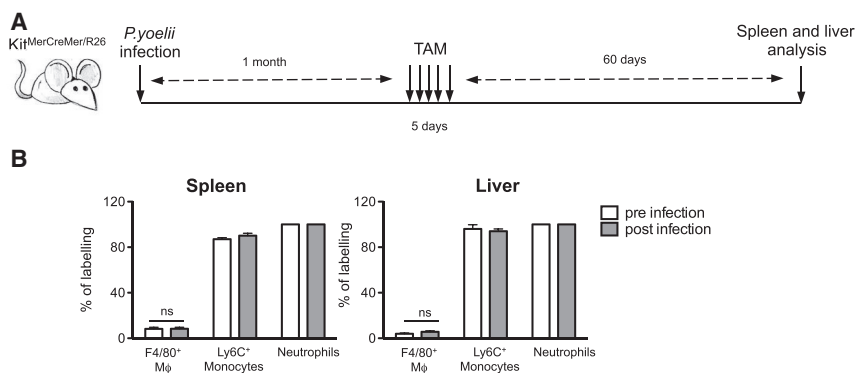 A
Kit^MerCreMer/R26
P.yoelii
infection
1 month
TAM
5 days
60 days
Spleen and liver
analysis
B
Spleen
% of labelling
120
80
40
0
ns
F4/80⁺
Mϕ
Ly6C⁺
Monocytes
Neutrophils
Liver
% of labelling
120
80
40
0
ns
F4/80⁺
Mϕ
Ly6C⁺
Monocytes
Neutrophils
pre infection
post infection